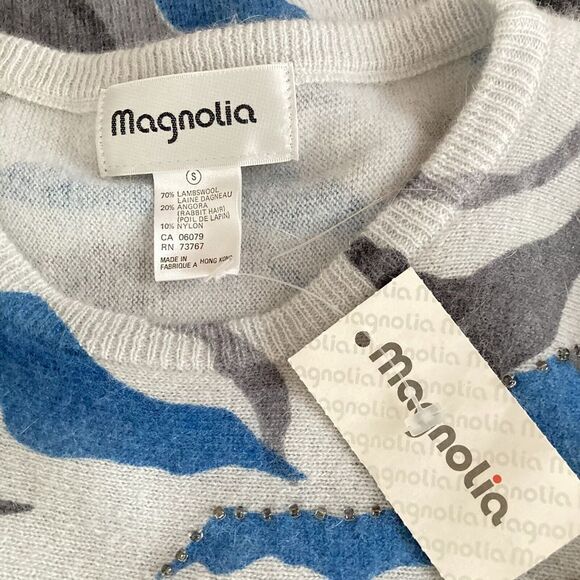 Magnolia
S
70% LAMBSWOOL
LAINE D'AGNEAU
20% ANGORA
(RABBIT HAIR)
(POIL DE LAPIN)
10% NYLON
CA 06079
RN 73767
MADE IN
FABRIQUE A HONG KONG
Magnolia